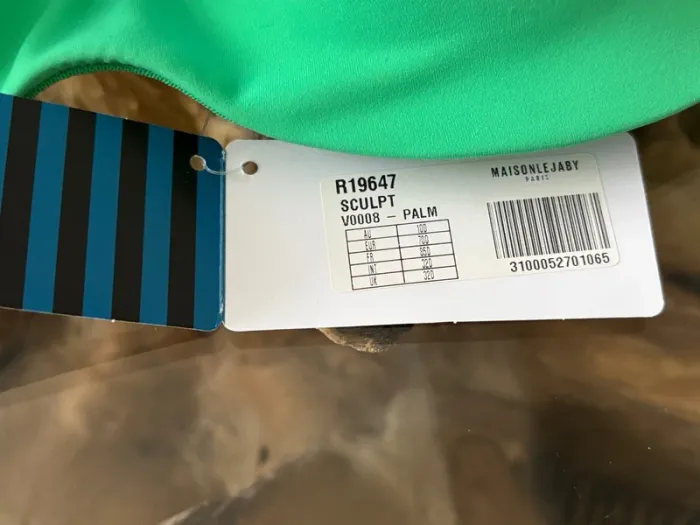 R19647
SCULPT
V0008 – PALM
AU
EUR
FR
INT
UK
MAISONLEJABY
PARIS
3100052701065